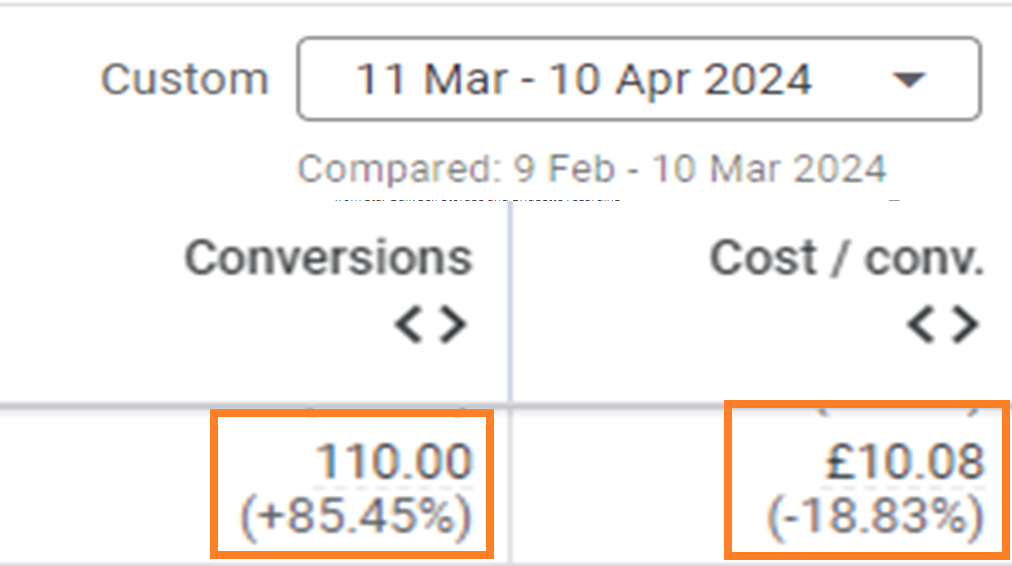 Custom 11 Mar - 10 Apr 2024
Compared: 9 Feb - 10 Mar 2024
Conversions Cost / conv.
110.00 £10.08
(+85.45%) (-18.83%)